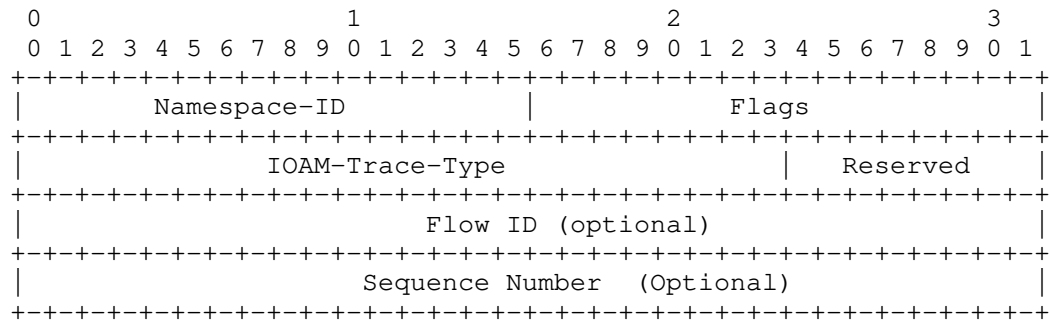 0                   1                   2                   3
 0 1 2 3 4 5 6 7 8 9 0 1 2 3 4 5 6 7 8 9 0 1 2 3 4 5 6 7 8 9 0 1
+-+-+-+-+-+-+-+-+-+-+-+-+-+-+-+-+-+-+-+-+-+-+-+-+-+-+-+-+-+-+-+-+
|        Namespace-ID           |            Flags              |
+-+-+-+-+-+-+-+-+-+-+-+-+-+-+-+-+-+-+-+-+-+-+-+-+-+-+-+-+-+-+-+-+
|               IOAM-Trace-Type                 |   Reserved    |
+-+-+-+-+-+-+-+-+-+-+-+-+-+-+-+-+-+-+-+-+-+-+-+-+-+-+-+-+-+-+-+-+
|                         Flow ID (optional)                    |
+-+-+-+-+-+-+-+-+-+-+-+-+-+-+-+-+-+-+-+-+-+-+-+-+-+-+-+-+-+-+-+-+
|                     Sequence Number  (Optional)               |
+-+-+-+-+-+-+-+-+-+-+-+-+-+-+-+-+-+-+-+-+-+-+-+-+-+-+-+-+-+-+-+-+